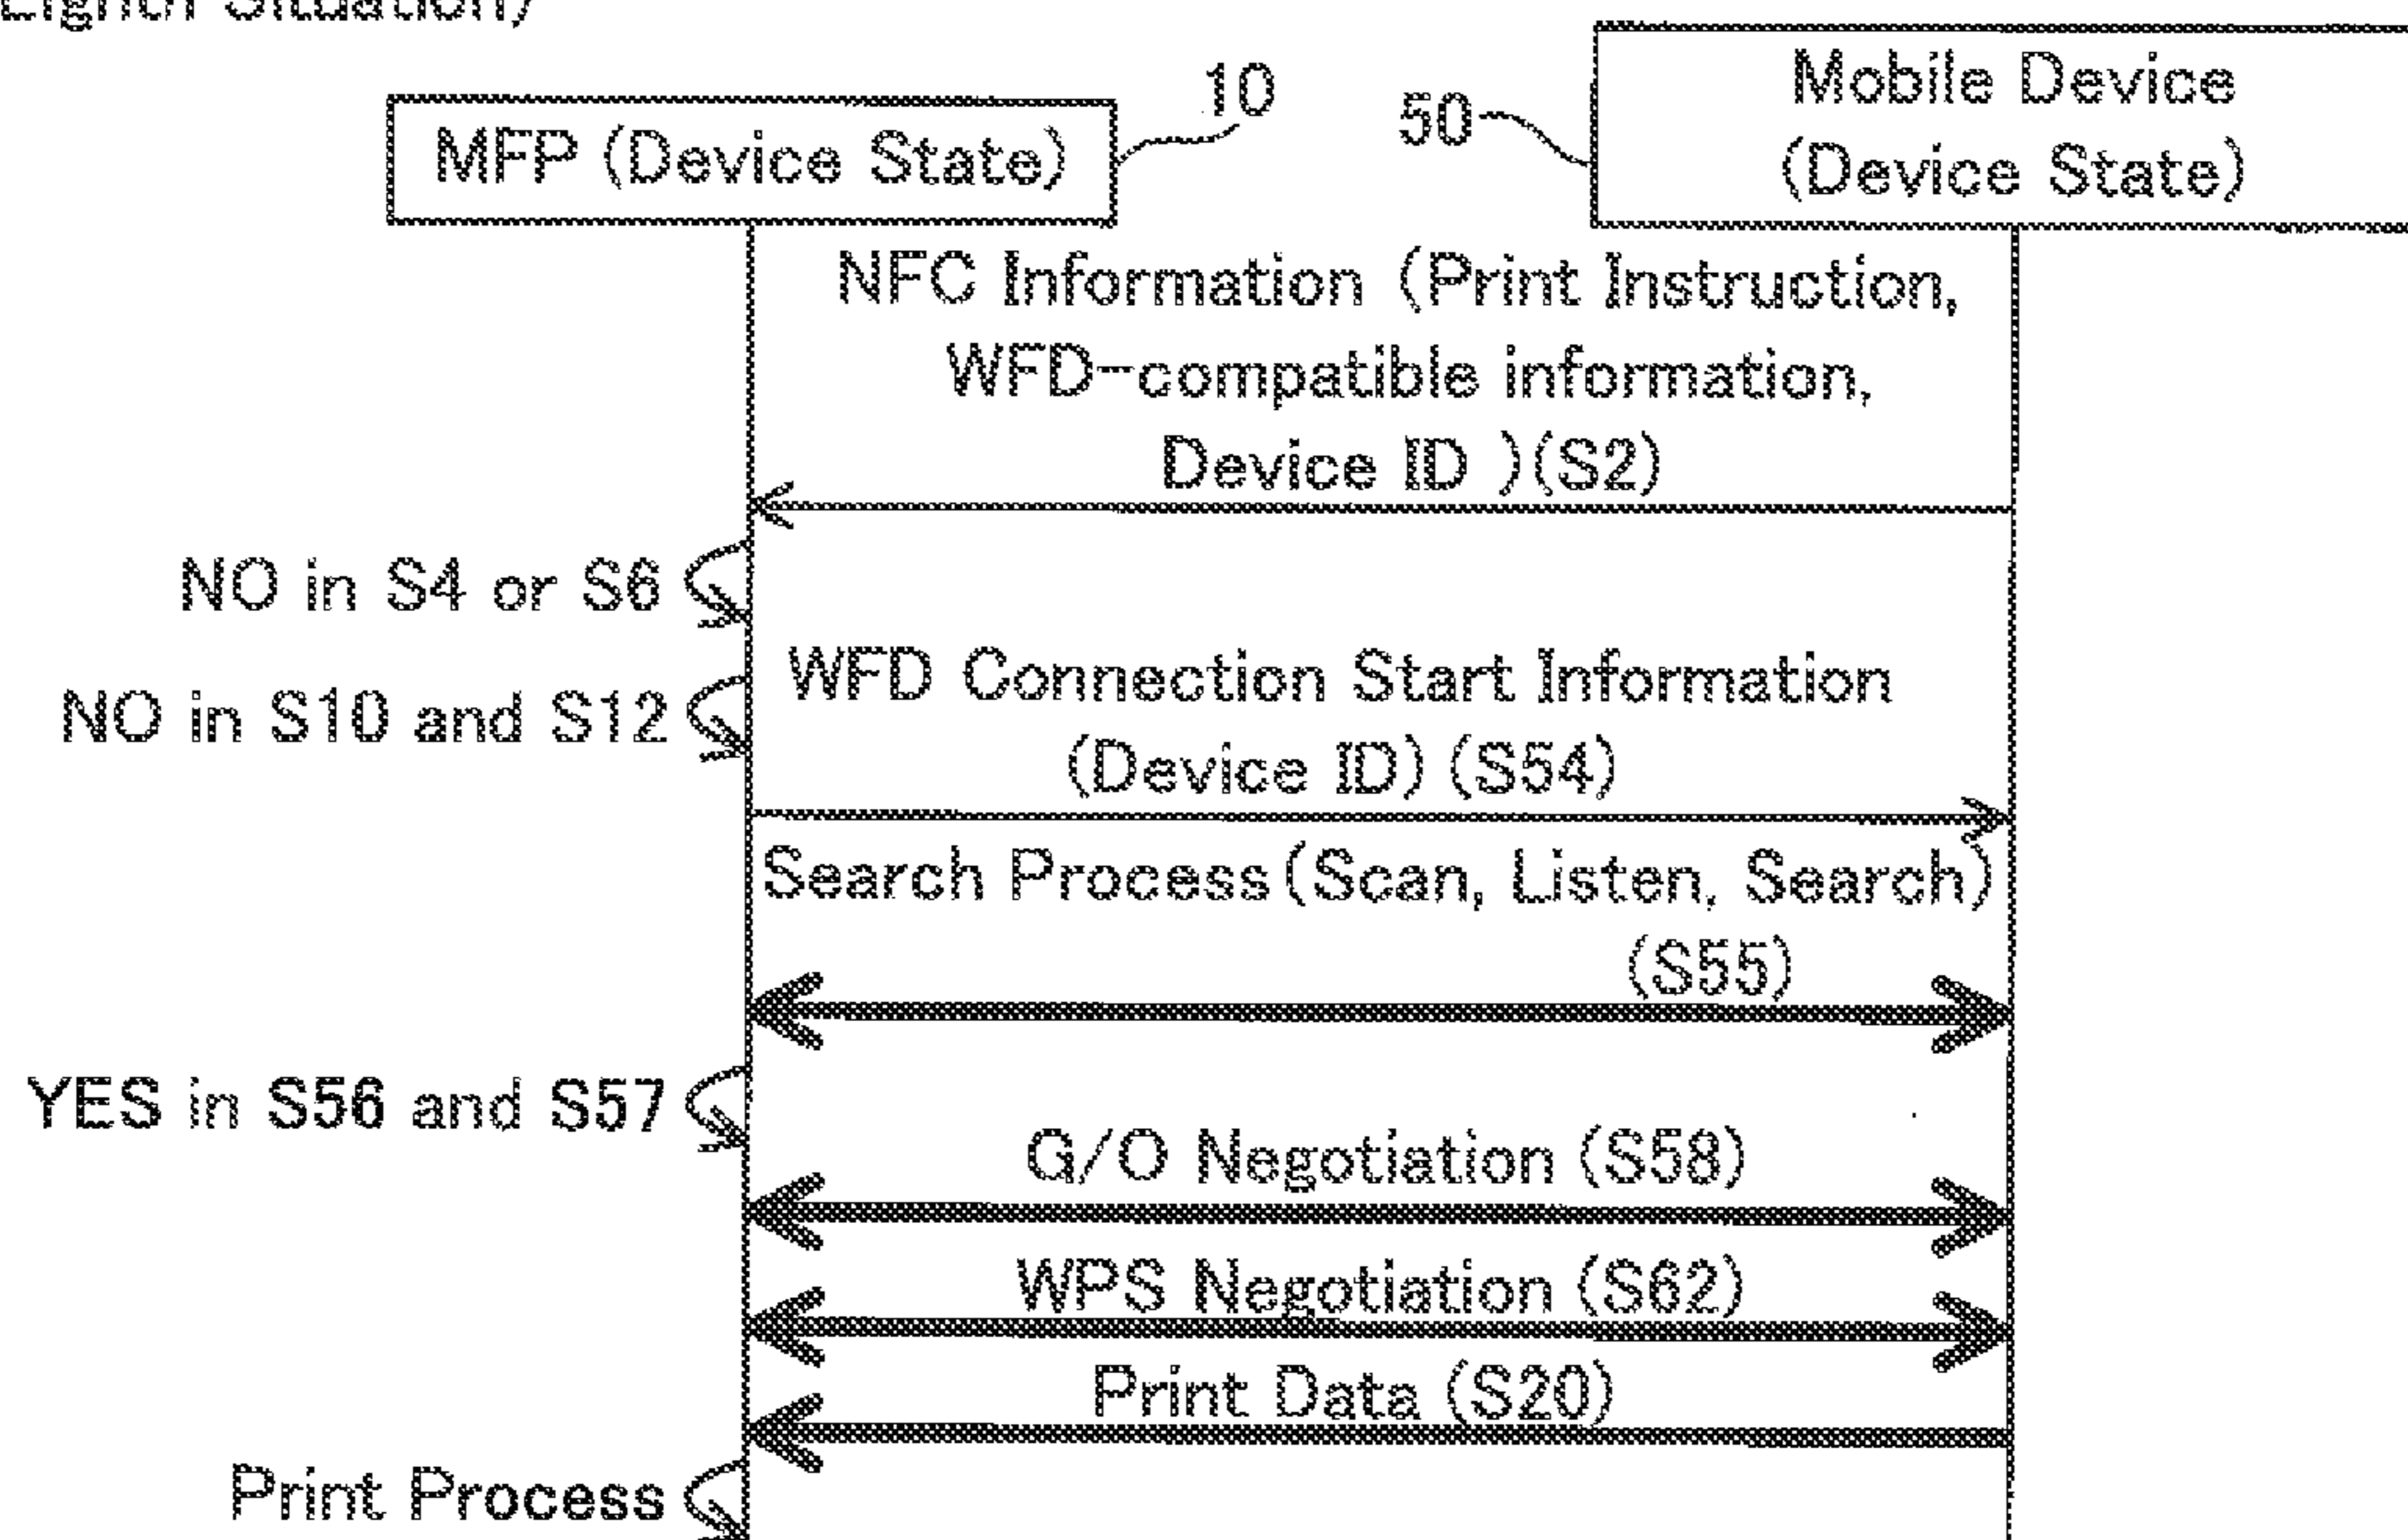 Eighth Situation)
10
50
MFP (Device State)
Mobile Device
(Device State)
NFC Information (Print Instruction,
WFD-compatible information,
Device ID )(S2)
NO in S4 or S6
NO in S10 and S12
WFD Connection Start Information
(Device ID) (S54)
Search Process(Scan, Listen, Search)
(S55)
YES in S56 and S57
G/O Negotiation (S58)
WPS Negotiation (S62)
Print Data (S20)
Print Process